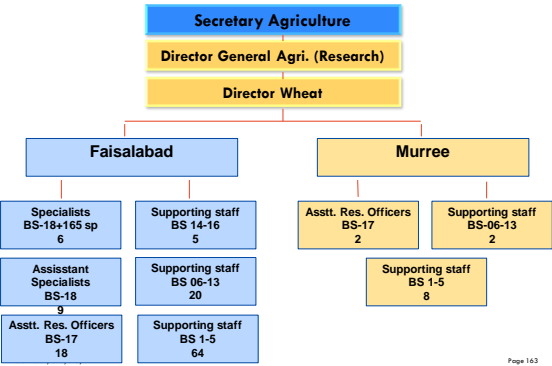 Secretary Agriculture
Director General Agri. (Research)
Director Wheat
Faisalabad
Murree
Specialists
BS-18+165 sp
6
Supporting staff
BS 14-16
5
Asstt. Res. Officers
BS-17
2
Supporting staff
BS-06-13
2
Assisstant
Specialists
BS-18
9
Supporting staff
BS 06-13
20
Supporting staff
BS 1-5
8
Asstt. Res. Officers
BS-17
18
Supporting staff
BS 1-5
64
Page 163